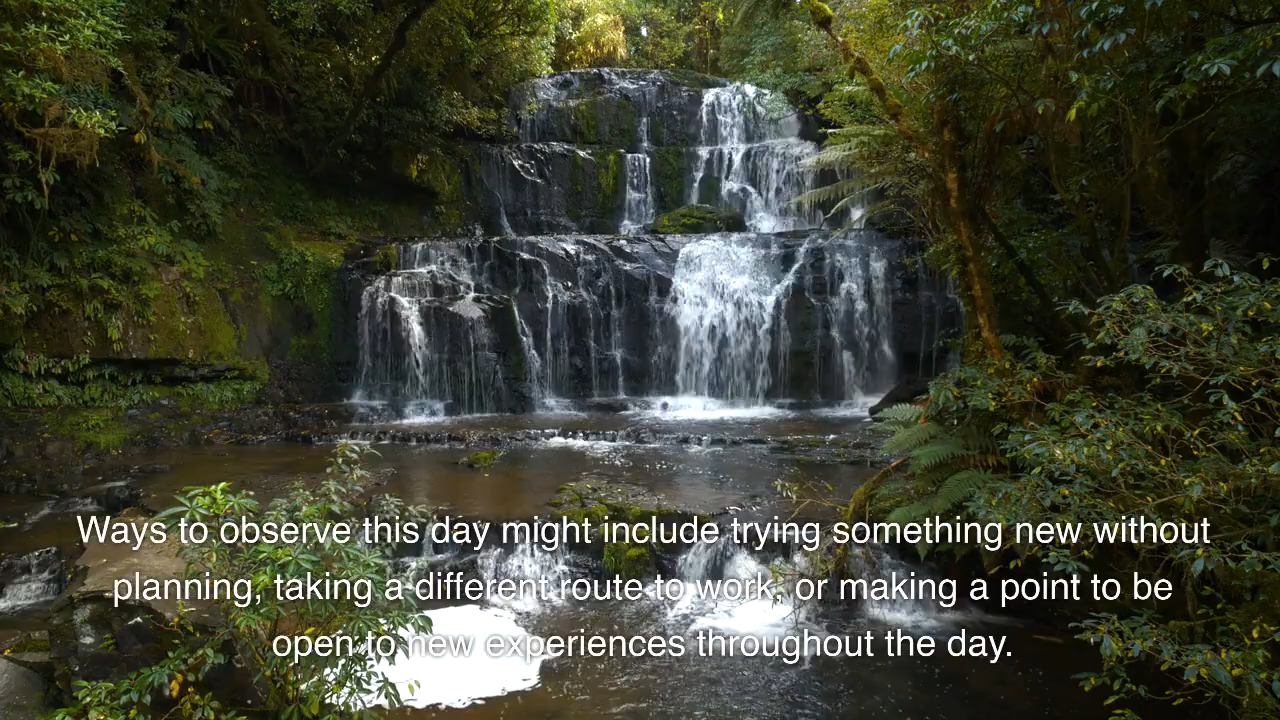 Ways to observe this day might include trying something new without
planning, taking a different route to work, or making a point to be
open to new experiences throughout the day.